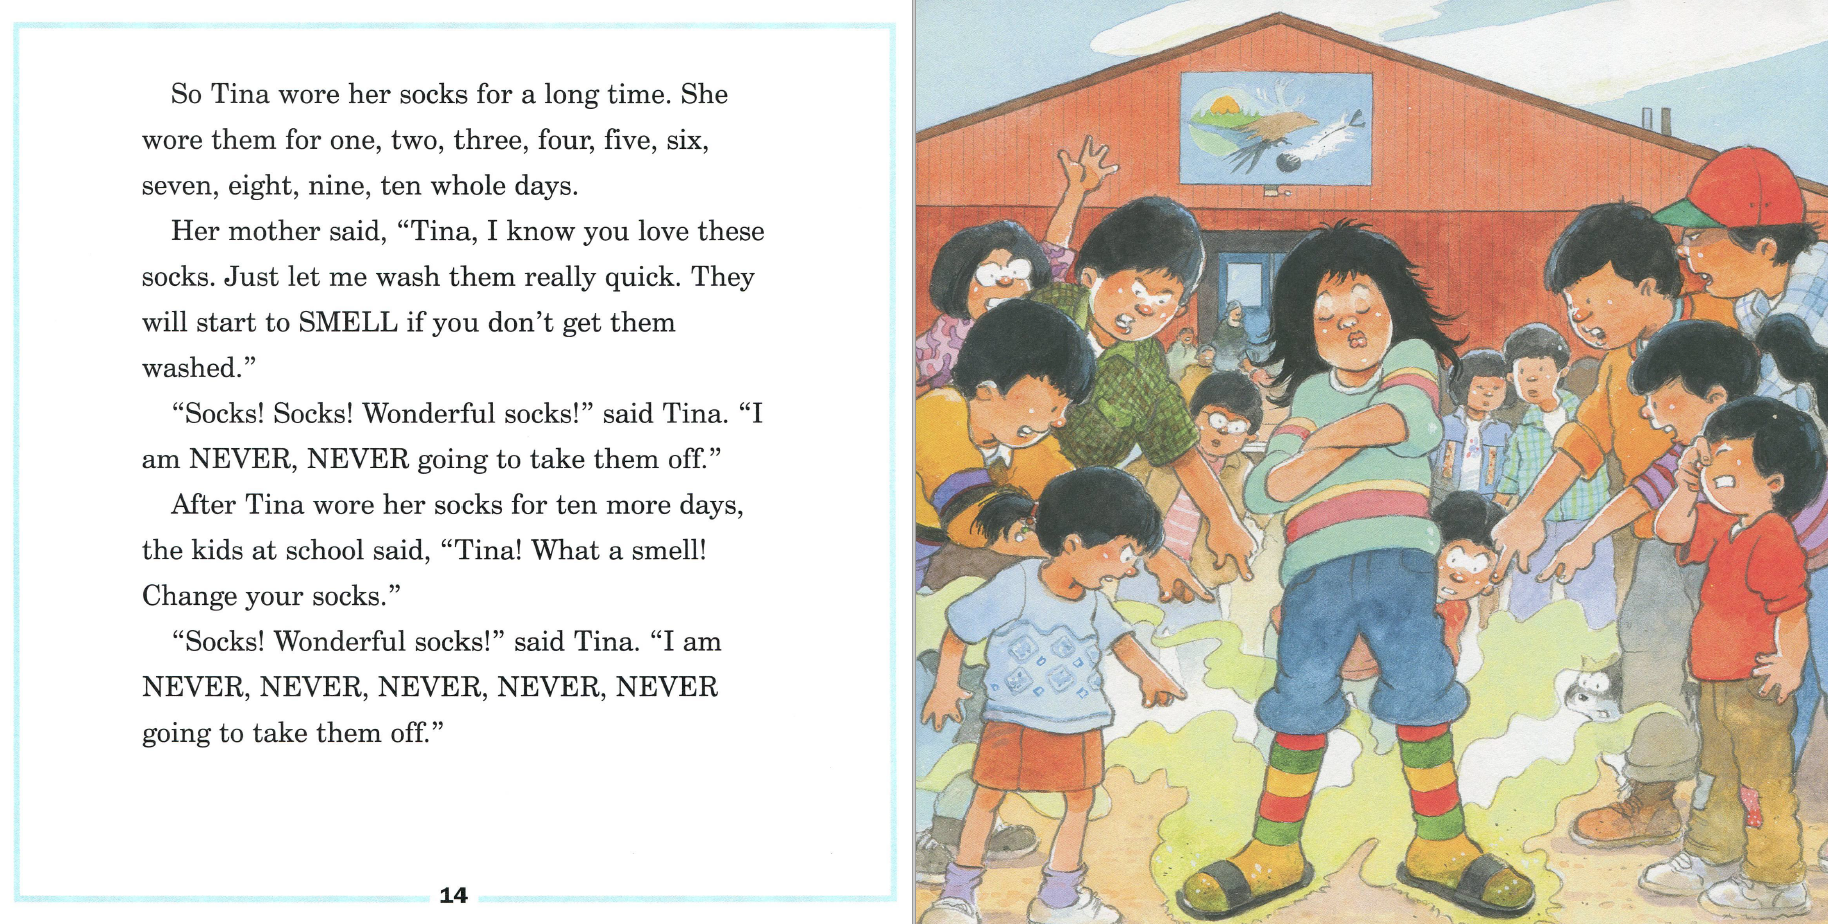 So Tina wore her socks for a long time. She
wore them for one, two, three, four, five, six,
seven, eight, nine, ten whole days.
Her mother said, “Tina, I know you love these
socks. Just let me wash them really quick. They
will start to SMELL if you don’t get them
washed.”
“Socks! Socks! Wonderful socks!” said Tina. “I
am NEVER, NEVER going to take them off.”
After Tina wore her socks for ten more days,
the kids at school said, “Tina! What a smell!
Change your socks.”
“Socks! Wonderful socks!” said Tina. “I am
NEVER, NEVER, NEVER, NEVER, NEVER
going to take them off.”
14